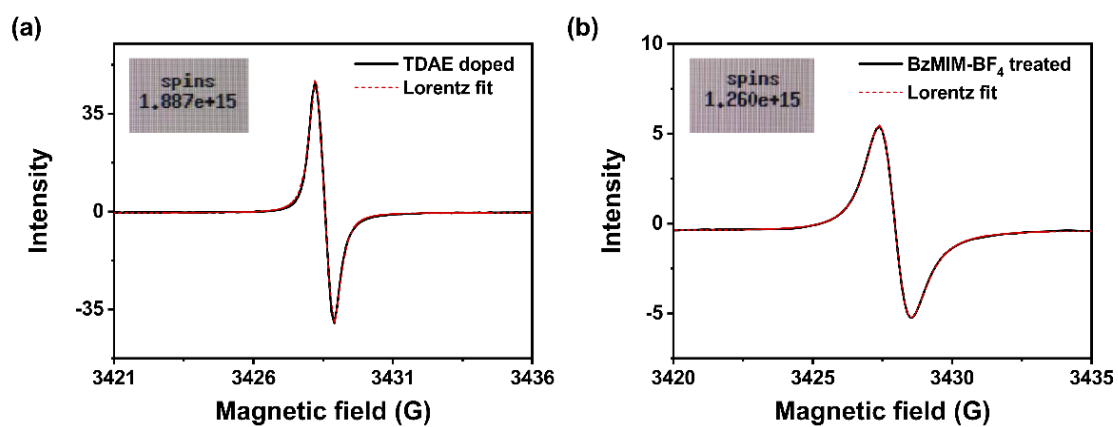 (a)
TDAE doped
Lorentz fit
spins
1.887e+15
35
0
-35
Intensity
3421
3426
3431
3436
Magnetic field (G)
(b)
BzMIM-BF₄ treated
Lorentz fit
spins
1.260e+15
10
5
0
-5
Intensity
3420
3425
3430
3435
Magnetic field (G)